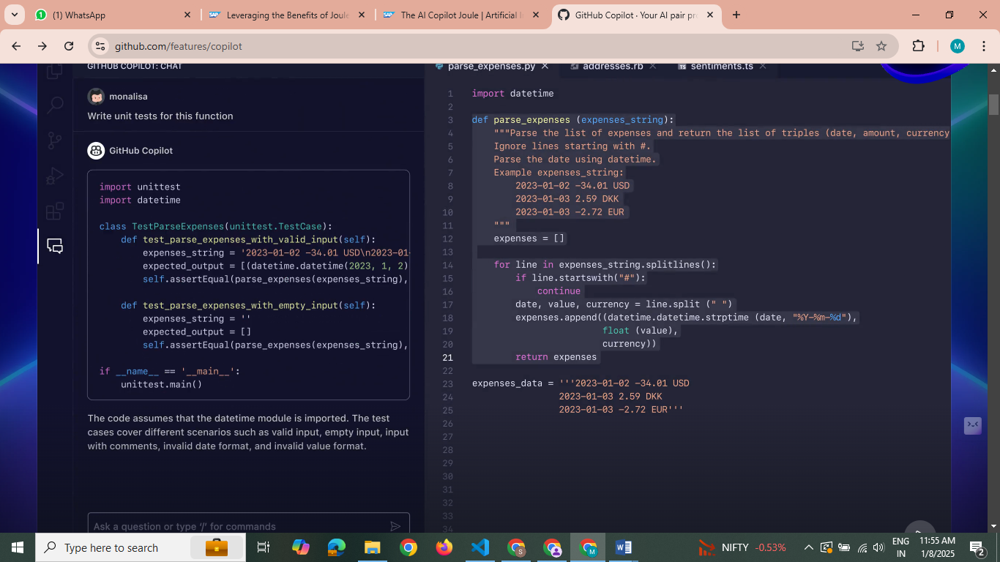 (1) WhatsApp
SAP Leveraging the Benefits of Joule
SAP The AI Copilot Joule | Artificial I
GitHub Copilot · Your AI pair pr
github.com/features/copilot
M
GITHUB COPILOT: CHAT
monalisa
Write unit tests for this function
GitHub Copilot
import unittest
import datetime
class TestParseExpenses(unittest.TestCase):
def test_parse_expenses_with_valid_input(self):
expenses_string = '2023-01-02 -34.01 USD\n2023-01-
expected_output = [(datetime.datetime(2023, 1, 2)
self.assertEqual(parse_expenses(expenses_string),
def test_parse_expenses_with_empty_input(self):
expenses_string = ''
expected_output = []
self.assertEqual(parse_expenses(expenses_string),
if __name__ == '__main__':
unittest.main()
The code assumes that the datetime module is imported. The test
cases cover different scenarios such as valid input, empty input, input
with comments, invalid date format, and invalid value format.
Ask a question or type '/' for commands
parse_expenses.py
addresses.rb
TS sentiments.ts
1 import datetime
2
3 def parse_expenses (expenses_string):
4 """Parse the list of expenses and return the list of triples (date, amount, currency
5 Ignore lines starting with #.
6 Parse the date using datetime.
7 Example expenses_string:
8 2023-01-02 -34.01 USD
9 2023-01-03 2.59 DKK
10 2023-01-03 -2.72 EUR
11 """
12 expenses = []
13
14 for line in expenses_string.splitlines():
15 if line.startswith("#"):
16 continue
17 date, value, currency = line.split (" ")
18 expenses.append((datetime.datetime.strptime (date, "%Y-%m-%d"),
19 float (value),
20 currency))
21 return expenses
22
23 expenses_data = '''2023-01-02 -34.01 USD
24 2023-01-03 2.59 DKK
25 2023-01-03 -2.72 EUR'''
26
27
28
29
30
31
32
33
34
Type here to search
S
M
W
NIFTY -0.53%
ENG
IN
11:55 AM
1/8/2025
2